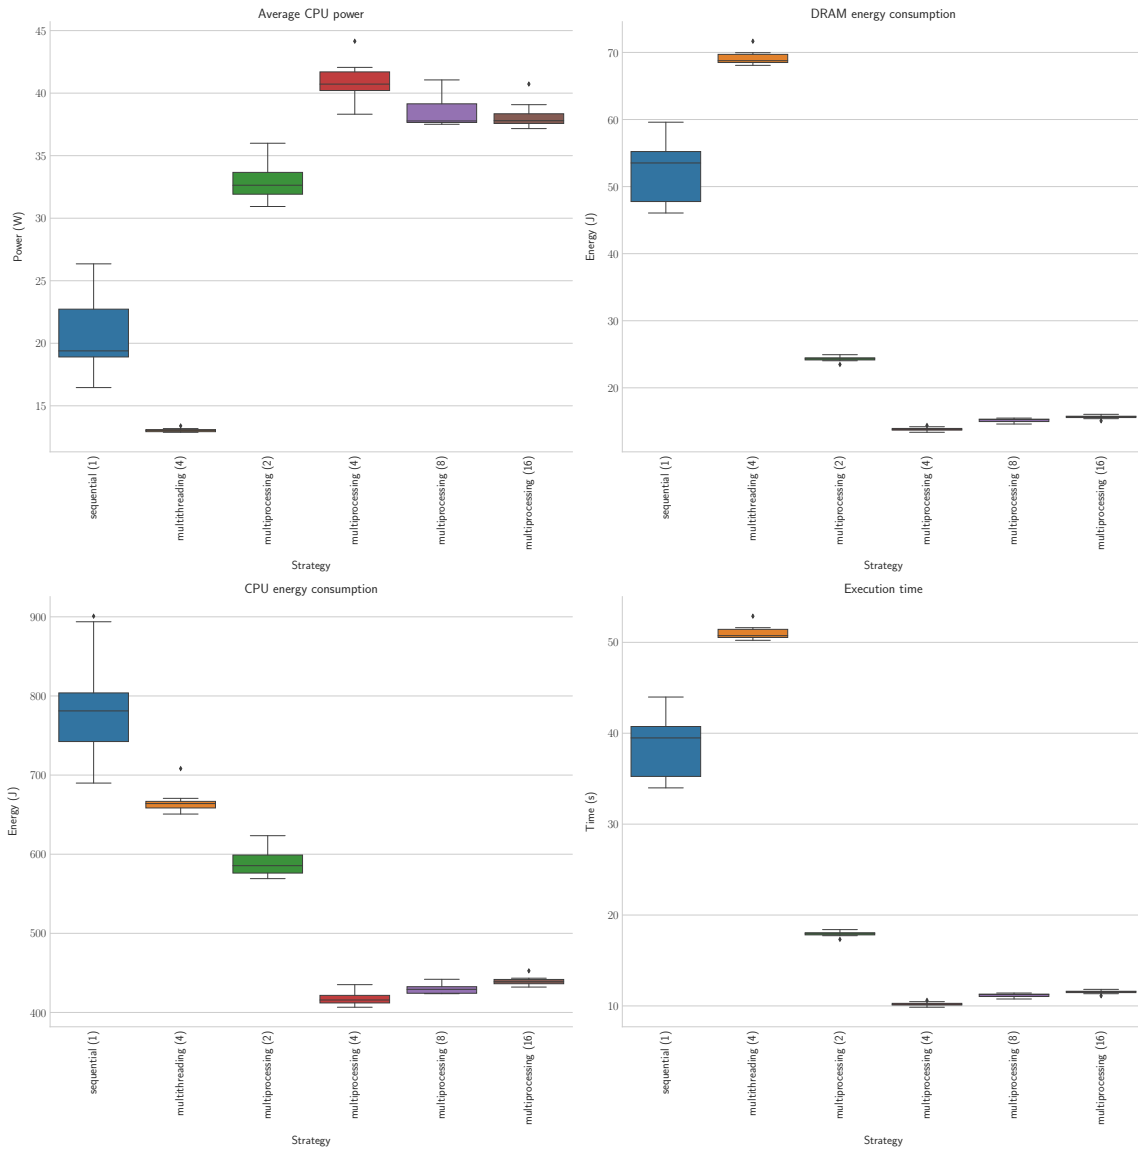 Average CPU power
45
40
35
30
25
20
15
Power (W)
sequential (1)
multithreading (4)
multiprocessing (2)
multiprocessing (4)
multiprocessing (8)
multiprocessing (16)
Strategy
DRAM energy consumption
70
60
50
40
30
20
Energy (J)
sequential (1)
multithreading (4)
multiprocessing (2)
multiprocessing (4)
multiprocessing (8)
multiprocessing (16)
Strategy
CPU energy consumption
900
800
700
600
500
400
Energy (J)
sequential (1)
multithreading (4)
multiprocessing (2)
multiprocessing (4)
multiprocessing (8)
multiprocessing (16)
Strategy
Execution time
50
40
30
20
10
Time (s)
sequential (1)
multithreading (4)
multiprocessing (2)
multiprocessing (4)
multiprocessing (8)
multiprocessing (16)
Strategy